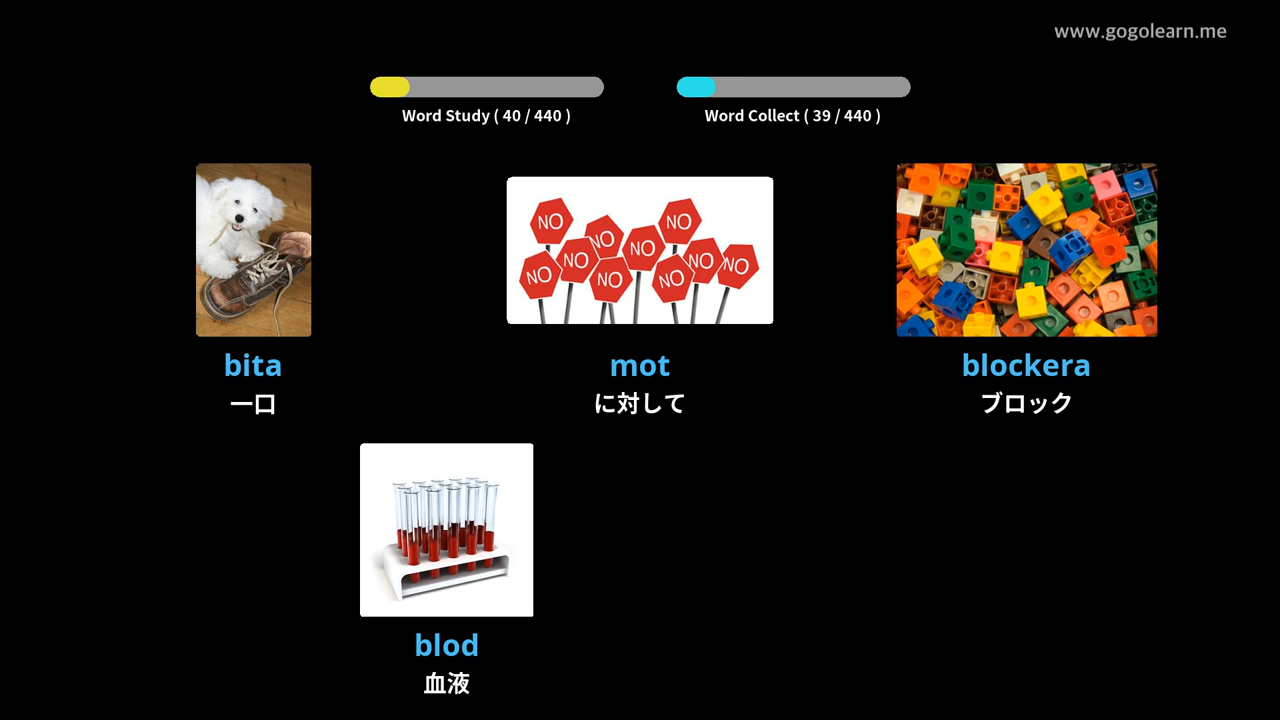 www.gogolearn.me
Word Study ( 40 / 440 )
Word Collect ( 39 / 440 )
NO NO NO NO NO NO NO NO NO NO
bita
一口
mot
に対して
blockera
ブロック
blod
血液